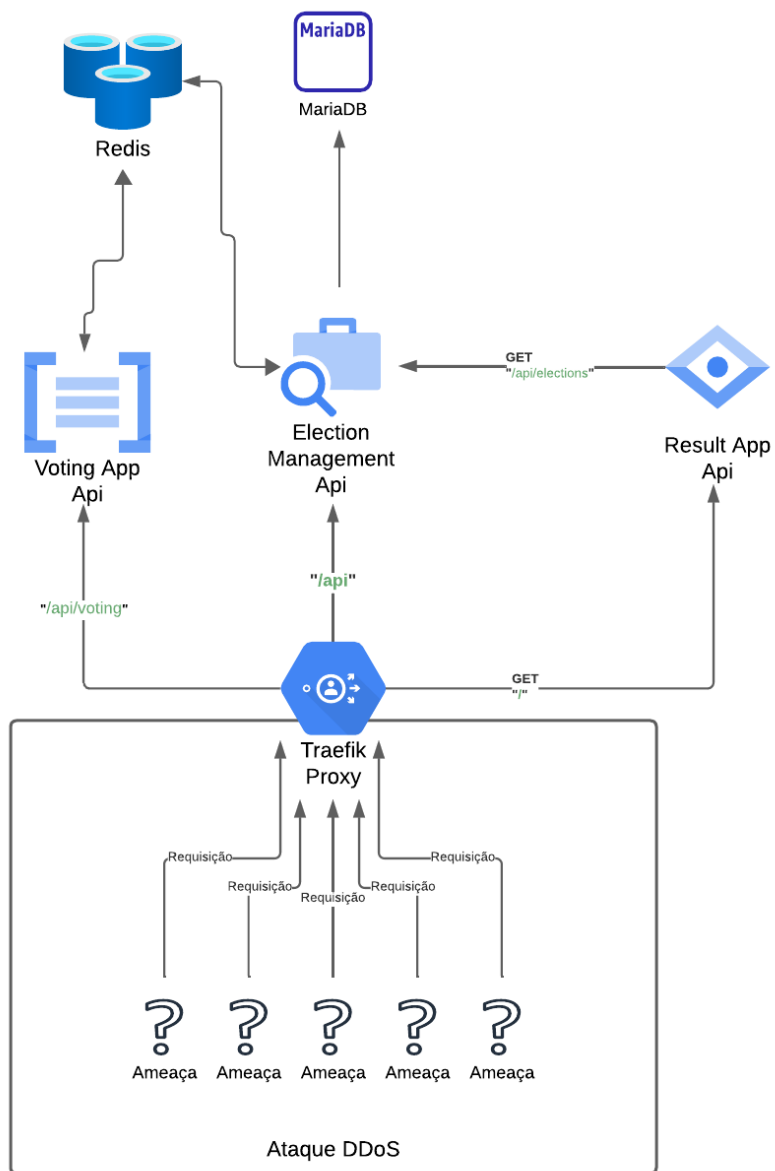 MariaDB
MariaDB
Redis
GET
"/api/elections"
Election
Management
Api
Result App
Api
Voting App
Api
"/api"
"/api/voting"
GET
"/"
Traefik
Proxy
Requisição
Requisição
Requisição
Requisição
Requisição
Ameaça
Ameaça
Ameaça
Ameaça
Ameaça
Ataque DDoS